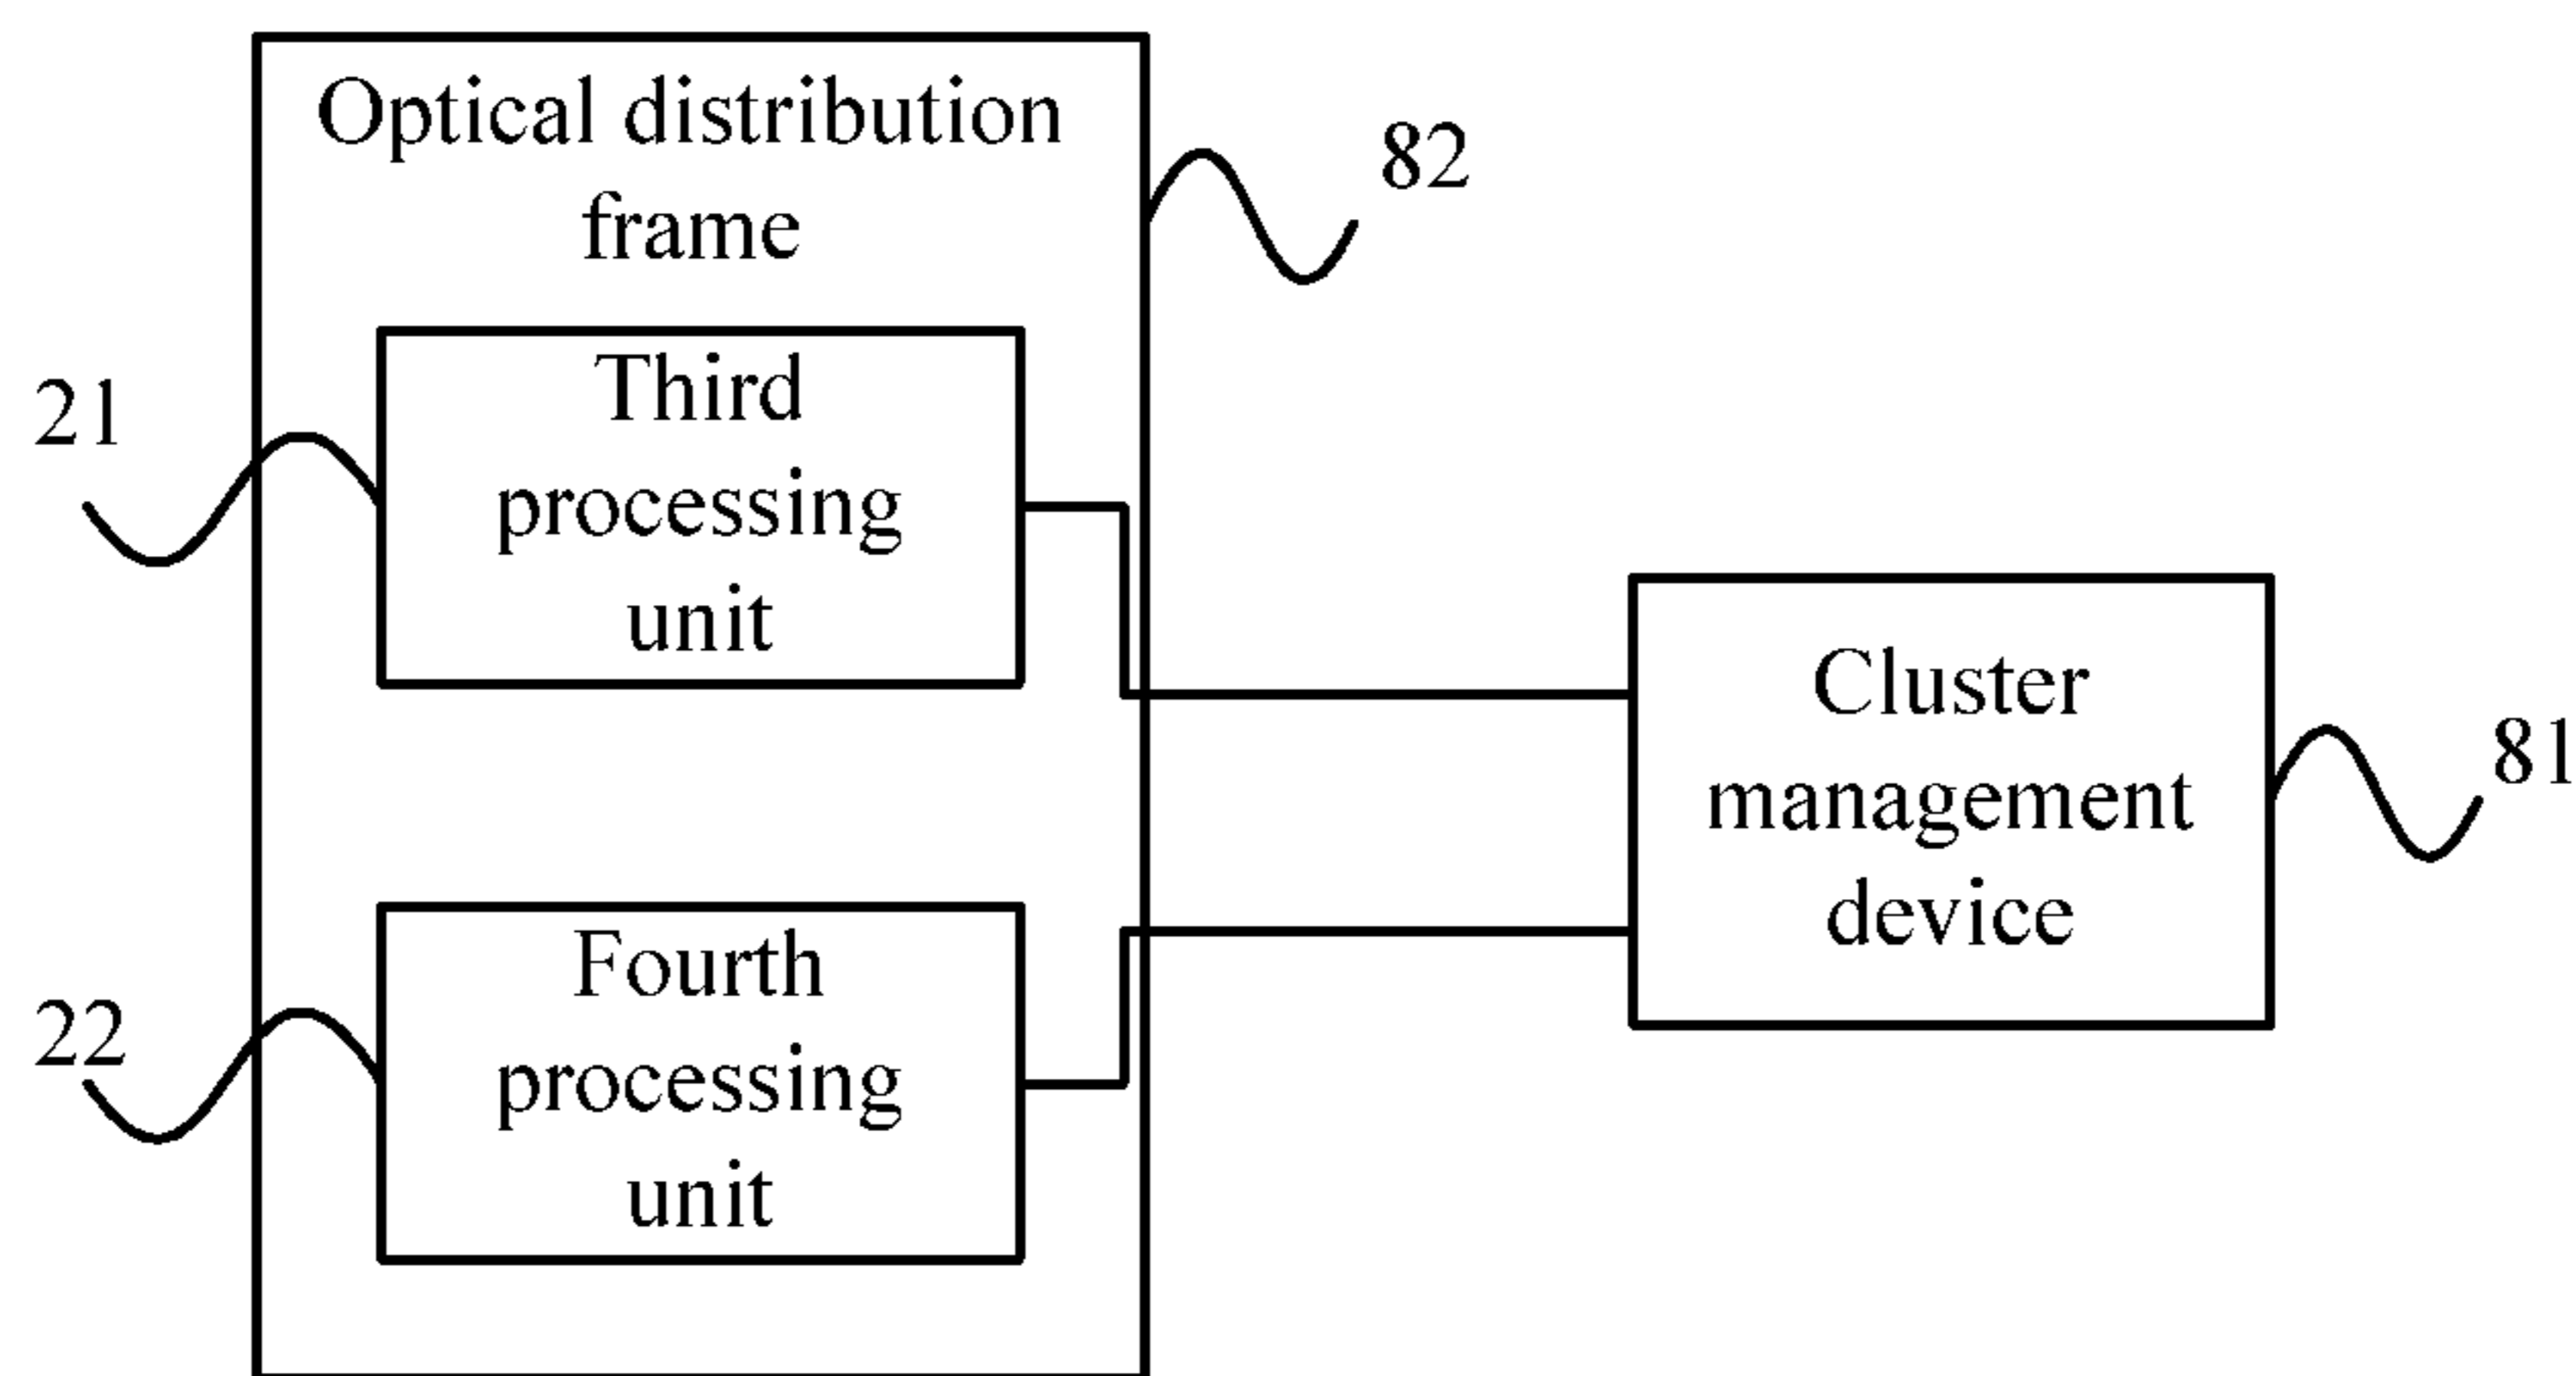 Optical distribution
frame
82
21
Third
processing
unit
Cluster
management
device
81
22
Fourth
processing
unit